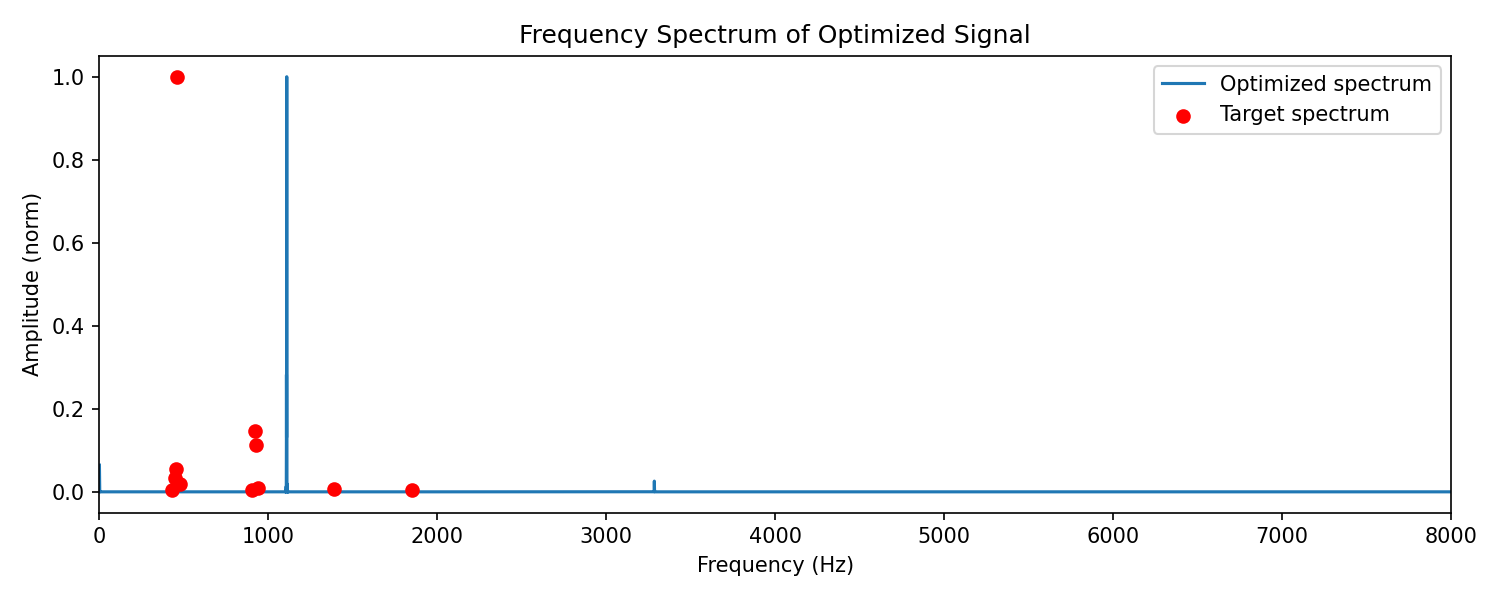 Frequency Spectrum of Optimized Signal
Amplitude (norm)
1.0
0.8
0.6
0.4
0.2
0.0
Optimized spectrum
Target spectrum
0 1000 2000 3000 4000 5000 6000 7000 8000
Frequency (Hz)